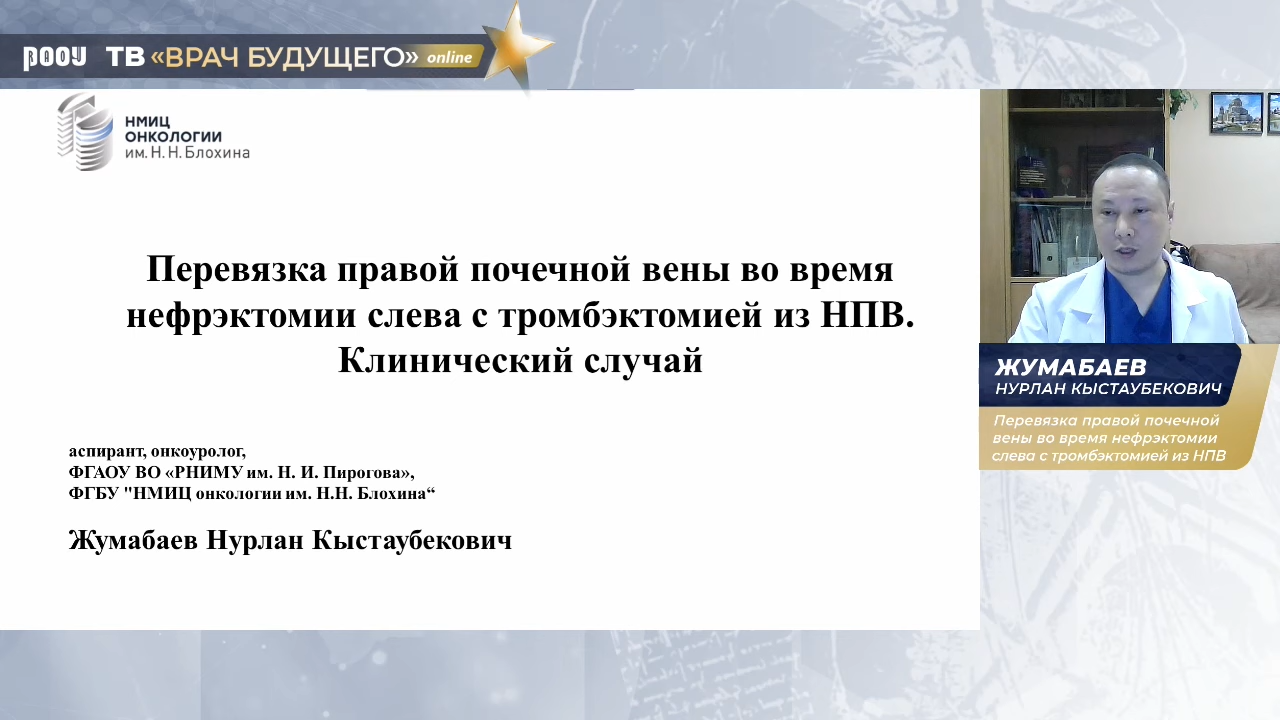 РООУ ТВ «ВРАЧ БУДУЩЕГО» online
НМИЦ
ОНКОЛОГИИ
им. Н. Н. Блохина
Перевязка правой почечной вены во время
нефрэктомии слева с тромбэктомией из НПВ.
Клинический случай
аспирант, онкоуролог,
ФГАОУ ВО «РНИМУ им. Н. И. Пирогова»,
ФГБУ "НМИЦ онкологии им. Н.Н. Блохина“
Жумабаев Нурлан Кыстаубекович
ЖУМАБАЕВ
НУРЛАН КЫСТАУБЕКОВИЧ
Перевязка правой почечной
вены во время нефрэктомии
слева с тромбэктомией из НПВ